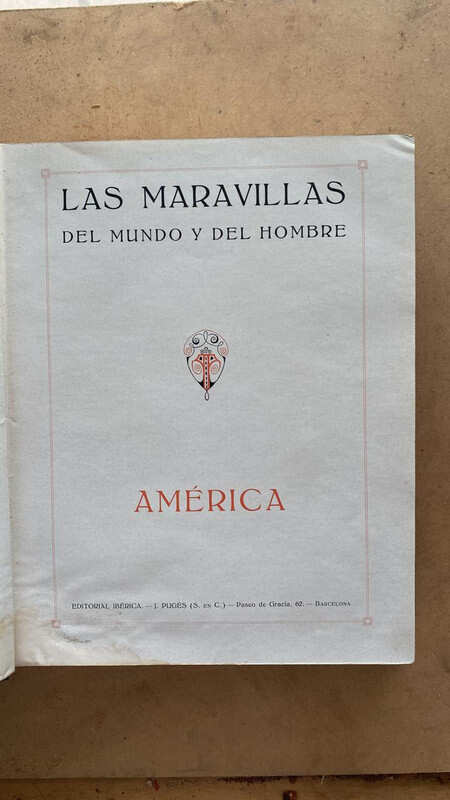 LAS MARAVILLAS
DEL MUNDO Y DEL HOMBRE
AMÉRICA
EDITORIAL IBÉRICA. — J. PUGÉS (S. EN C.) — Paseo de Gracia, 62. — BARCELONA